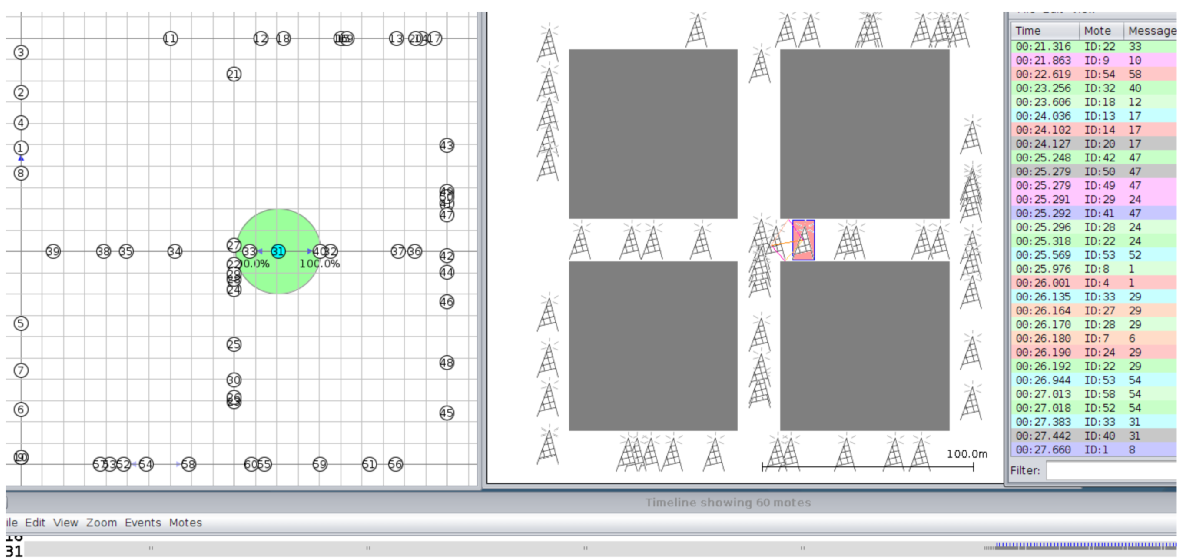 Time Mote Message
00:21.316 ID:22 33
00:21.863 ID:9 10
00:22.619 ID:54 58
00:23.256 ID:32 40
00:23.606 ID:18 12
00:24.036 ID:13 17
00:24.102 ID:14 17
00:24.127 ID:20 17
00:25.248 ID:42 47
00:25.279 ID:50 47
00:25.279 ID:49 47
00:25.291 ID:29 24
00:25.292 ID:41 47
00:25.296 ID:28 24
00:25.318 ID:22 24
00:25.569 ID:53 52
00:25.976 ID:8 1
00:26.001 ID:4 1
00:26.135 ID:33 29
00:26.164 ID:27 29
00:26.170 ID:28 29
00:26.180 ID:7 6
00:26.190 ID:24 29
00:26.192 ID:22 29
00:26.944 ID:53 54
00:27.013 ID:58 54
00:27.018 ID:52 54
00:27.383 ID:33 31
00:27.442 ID:40 31
00:27.660 ID:1 8
Filter:
11 12 18 13 17
3
21
2
4
1
43
8
47
39 38 35 34 27 33 31 40 32 37 36 42
22
100.0%
44
24
46
5
25
48
7
30
6
45
57 53 52 54 58 60 55 59 51 56
100.0m
Timeline showing 60 motes
Edit View Zoom Events Motes
31